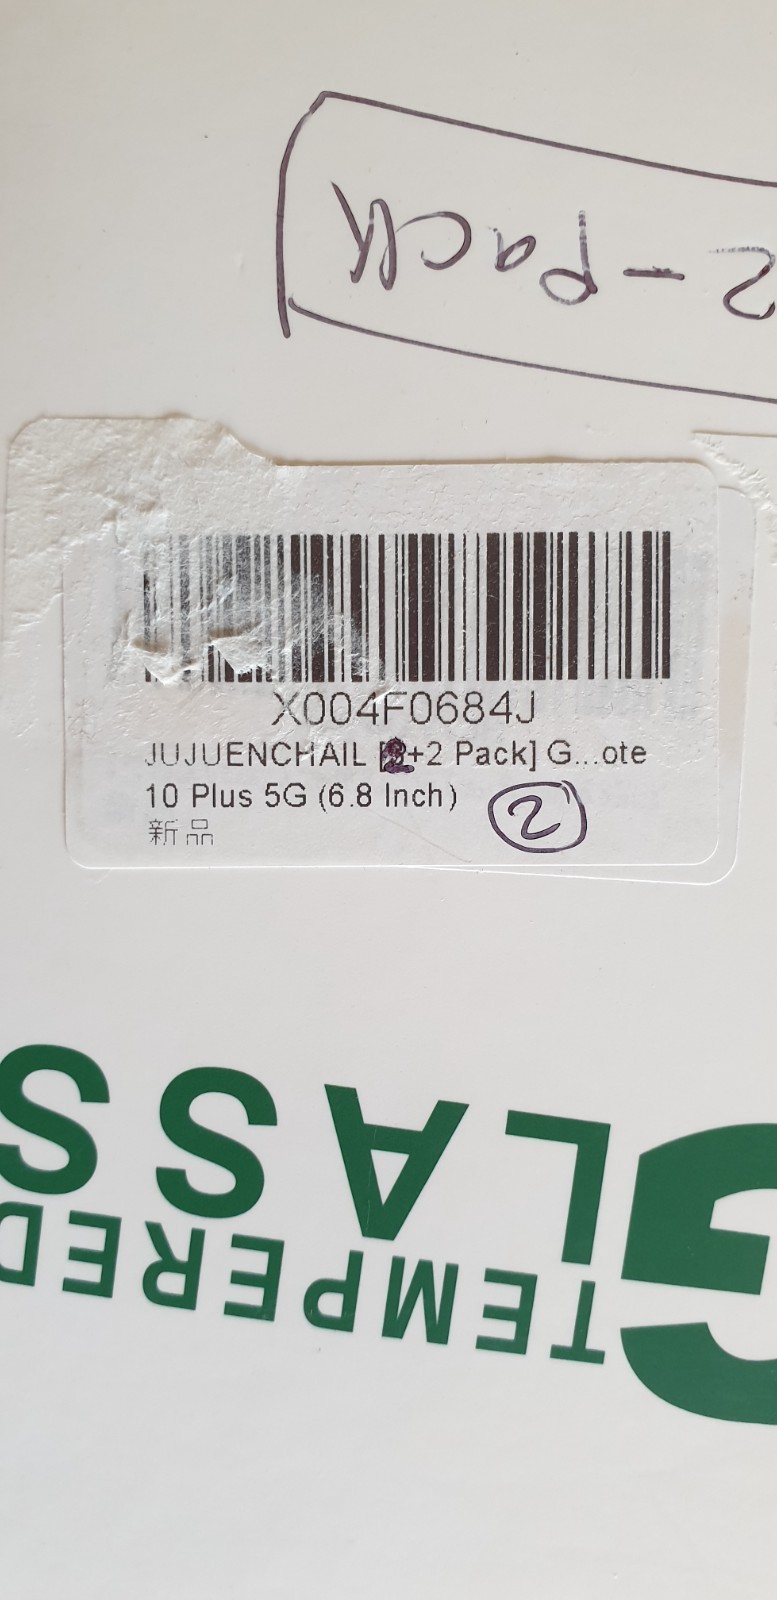 2-Pack
X004F0684J
JUJUENCHAIL [2+2 Pack] G...ote
10 Plus 5G (6.8 Inch)
2
新品
TEMPERED
GLASS